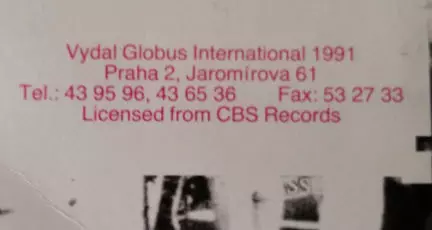 Vydal Globus International 1991
Praha 2, Jaromírova 61
Tel.: 43 95 96, 43 65 36 Fax: 53 27 33
Licensed from CBS Records
SS